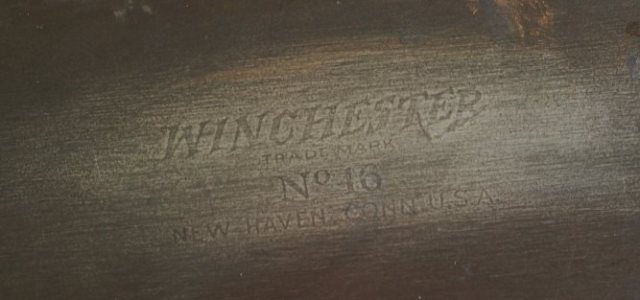 WINCHESTER
TRADE MARK
No 16
NEW HAVEN, CONN. U.S.A.